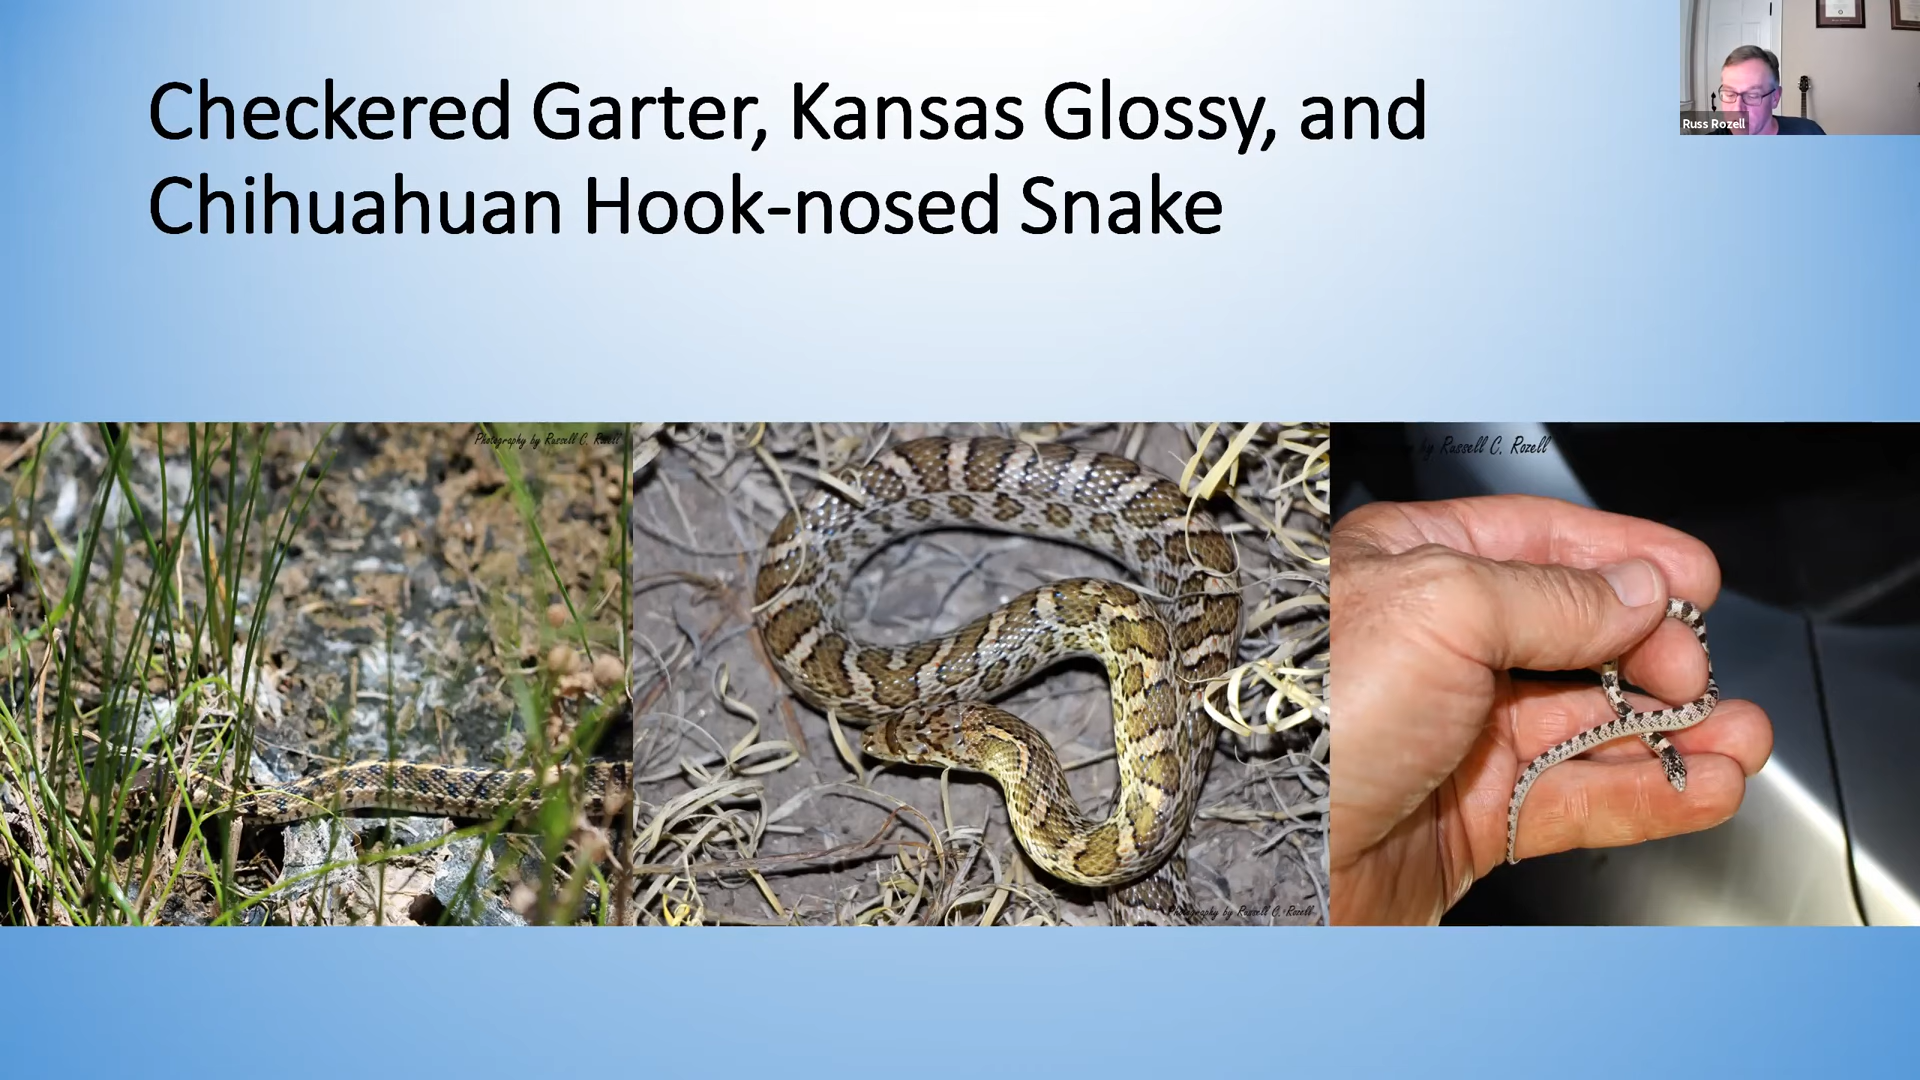 Checkered Garter, Kansas Glossy, and
Chihuahuan Hook-nosed Snake
Russ Rozell
Photography by Russell C. Rozell
by Russell C. Rozell
Photography by Russell C. Rozell